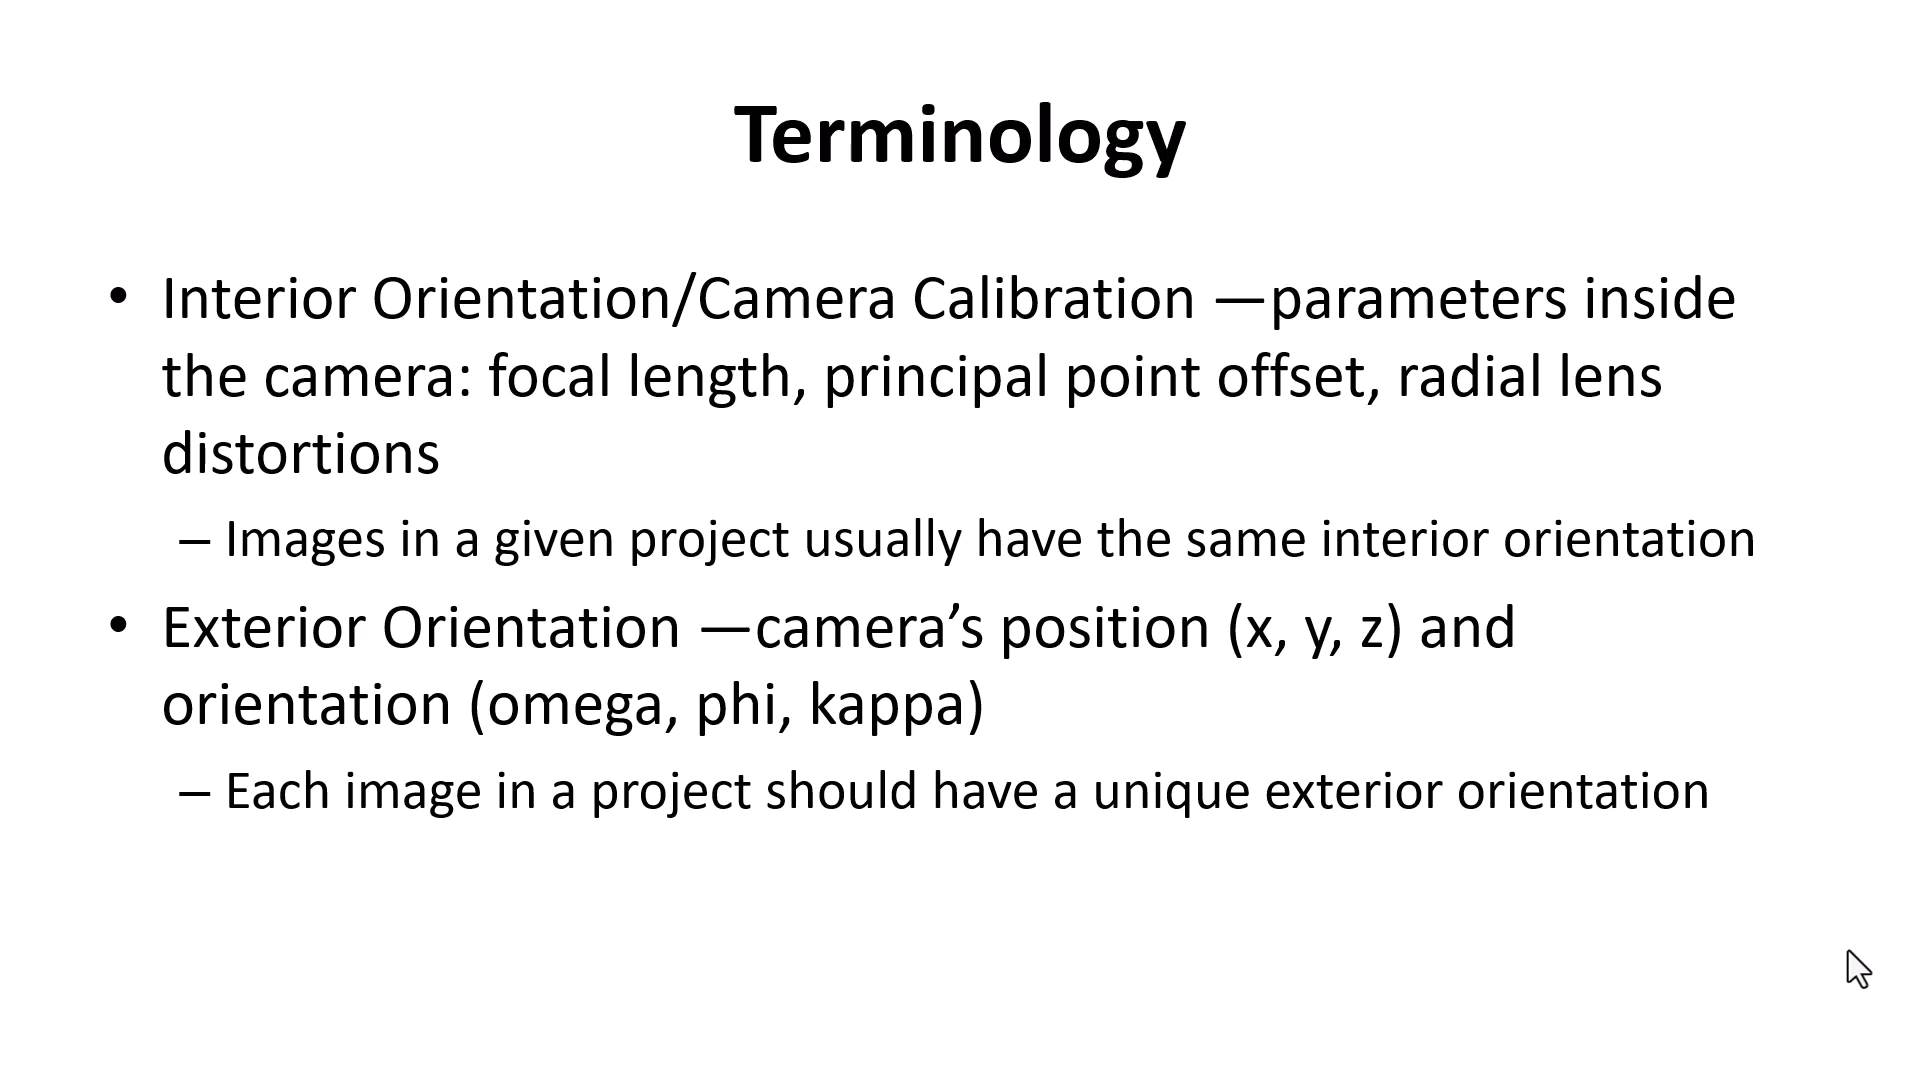 Terminology
• Interior Orientation/Camera Calibration —parameters inside
the camera: focal length, principal point offset, radial lens
distortions
– Images in a given project usually have the same interior orientation
• Exterior Orientation —camera’s position (x, y, z) and
orientation (omega, phi, kappa)
– Each image in a project should have a unique exterior orientation